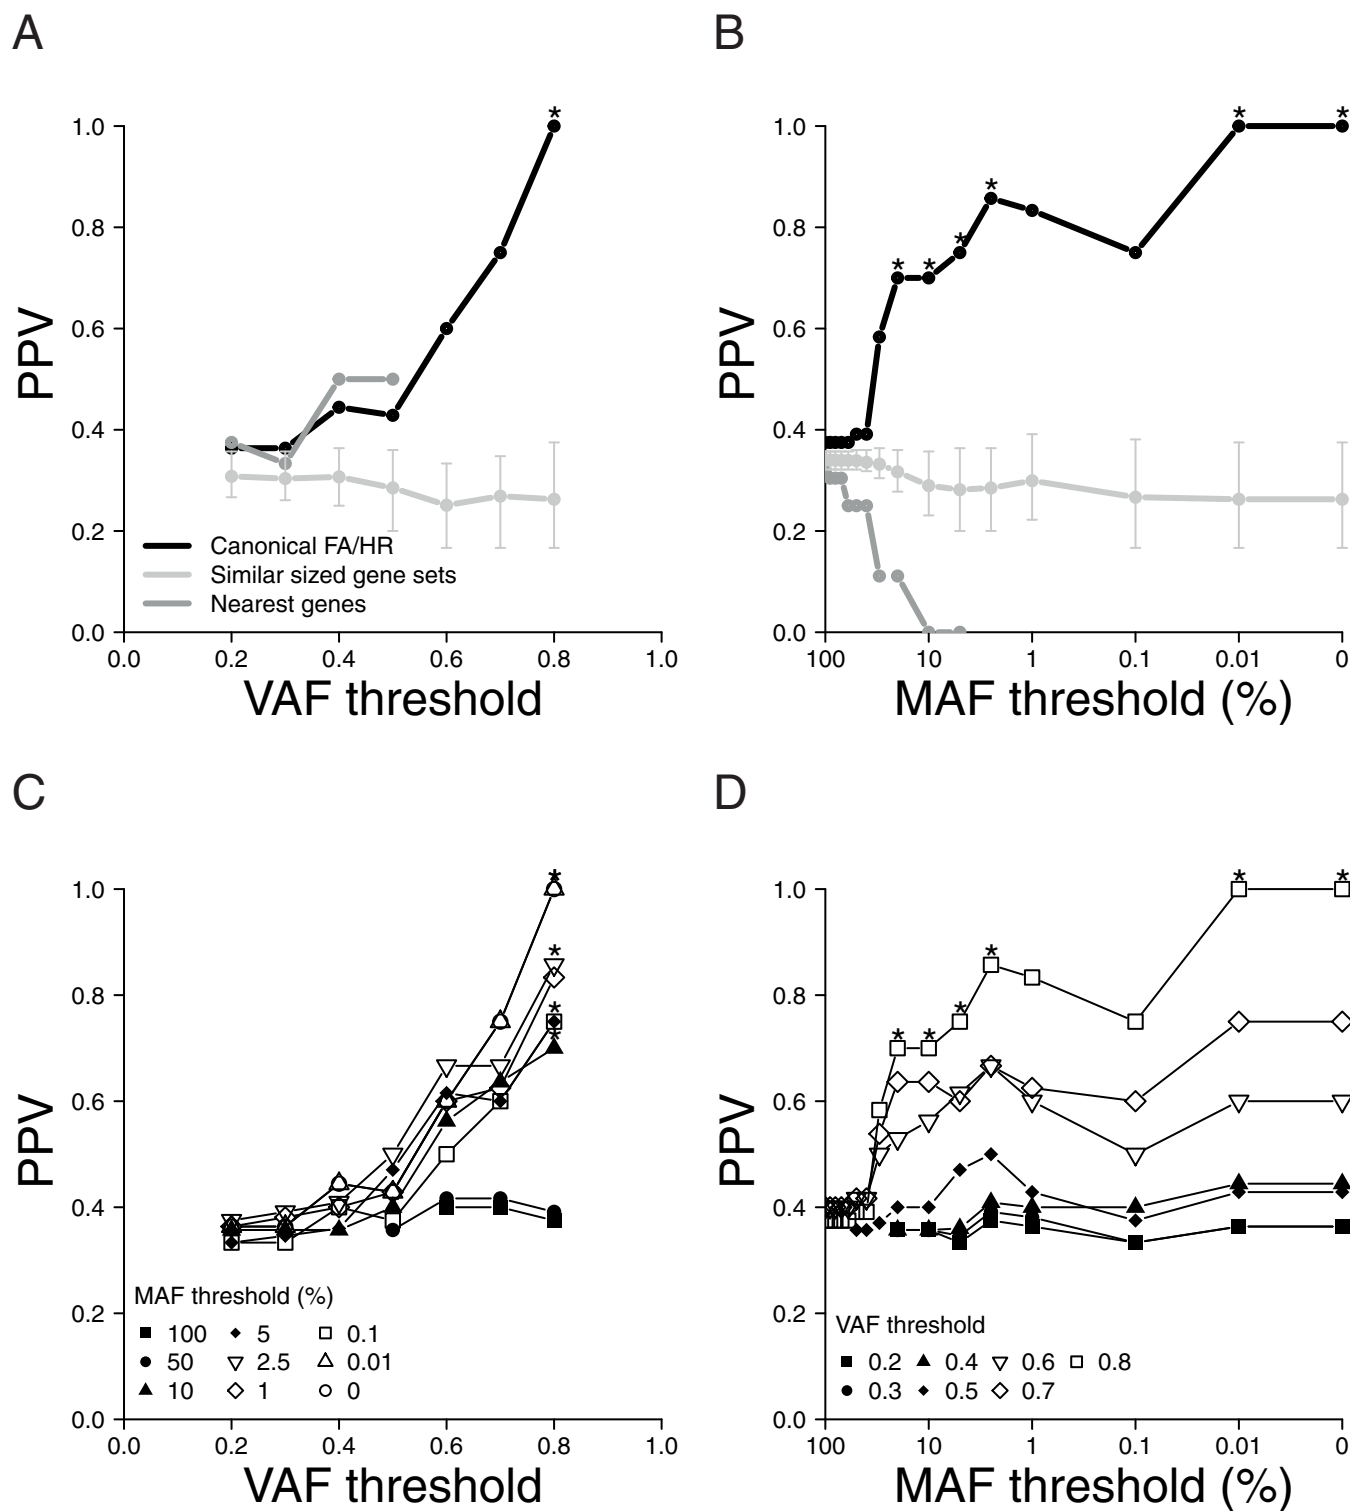 A
PPV
1.0
0.8
0.6
0.4
0.2
0.0
*
Canonical FA/HR
Similar sized gene sets
Nearest genes
0.0 0.2 0.4 0.6 0.8 1.0
VAF threshold
B
PPV
1.0
0.8
0.6
0.4
0.2
0.0
* * * * * *
100 10 1 0.1 0.01 0
MAF threshold (%)
C
PPV
1.0
0.8
0.6
0.4
0.2
0.0
*
*
*
*
MAF threshold (%)
100 5 0.1
50 2.5 0.01
10 1 0
0.0 0.2 0.4 0.6 0.8 1.0
VAF threshold
D
PPV
1.0
0.8
0.6
0.4
0.2
0.0
* * * * * *
VAF threshold
0.2 0.4 0.6 0.8
0.3 0.5 0.7
100 10 1 0.1 0.01 0
MAF threshold (%)